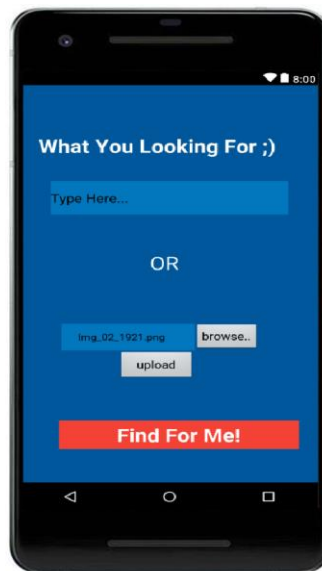 8:00
What You Looking For ;)
Type Here...
OR
Img_02_1921.png browse..
upload
Find For Me!